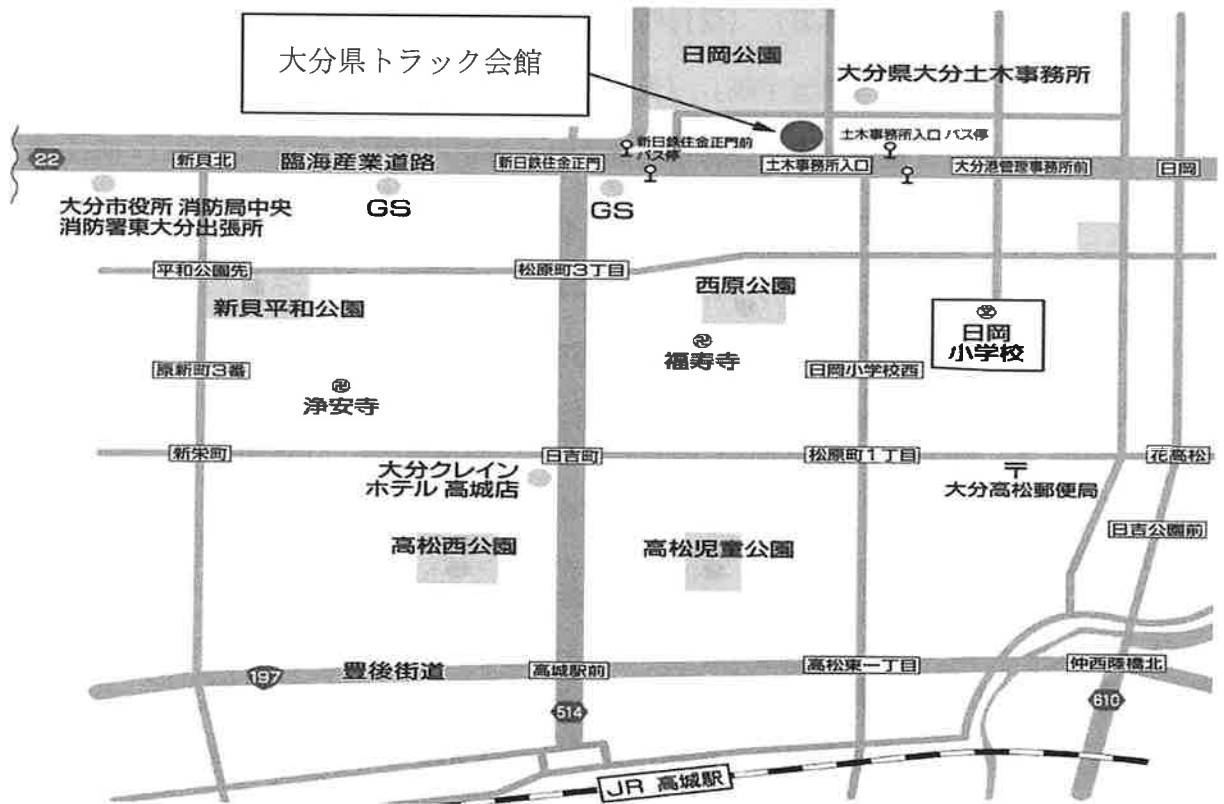 大分県トラック会館
日岡公園
大分県大分土木事務所
新日鉄住金正門前
バス停
土木事務所入口 バス停
22
新貝北
臨海産業道路
新日鉄住金正門
土木事務所入口
大分港管理事務所前
日岡
大分市役所 消防局中央
消防署東大分出張所
GS
GS
平和公園先
松原町3丁目
新貝平和公園
西原公園
日岡
小学校
原新町3番
浄安寺
福寿寺
日岡小学校西
新栄町
日吉町
松原町1丁目
花高松
大分クレイン
ホテル 高城店
〒
大分高松郵便局
日吉公園前
高松西公園
高松児童公園
197
豊後街道
高城駅前
高松東一丁目
仲西陸橋北
514
610
JR 高城駅